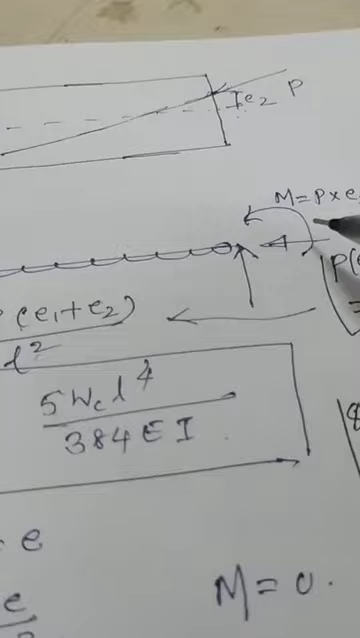 e₂ P
M = P x e
P(
(e₁+e₂)
l²
5 Wc l⁴
384 E I
e
e
M = 0.